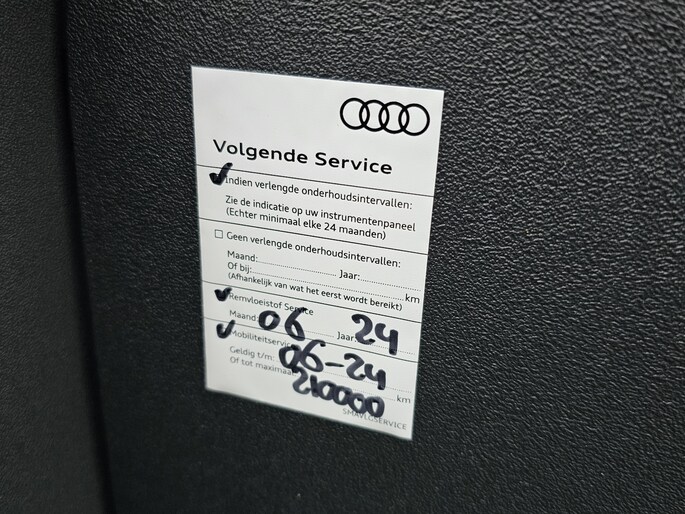 Volgende Service
✓ Indien verlengde onderhoudsintervallen:
Zie de indicatie op uw instrumentenpaneel
(Echter minimaal elke 24 maanden)
☐ Geen verlengde onderhoudsintervallen:
Maand:.......................... Jaar:..................
Of bij:.................................................km
(Afhankelijk van wat het eerst wordt bereikt)
✓ Remvloeistof Service
Maand: 06 Jaar: 24
✓ Mobiliteitservice
Geldig t/m: 06-24
Of tot maximaal 210000 km